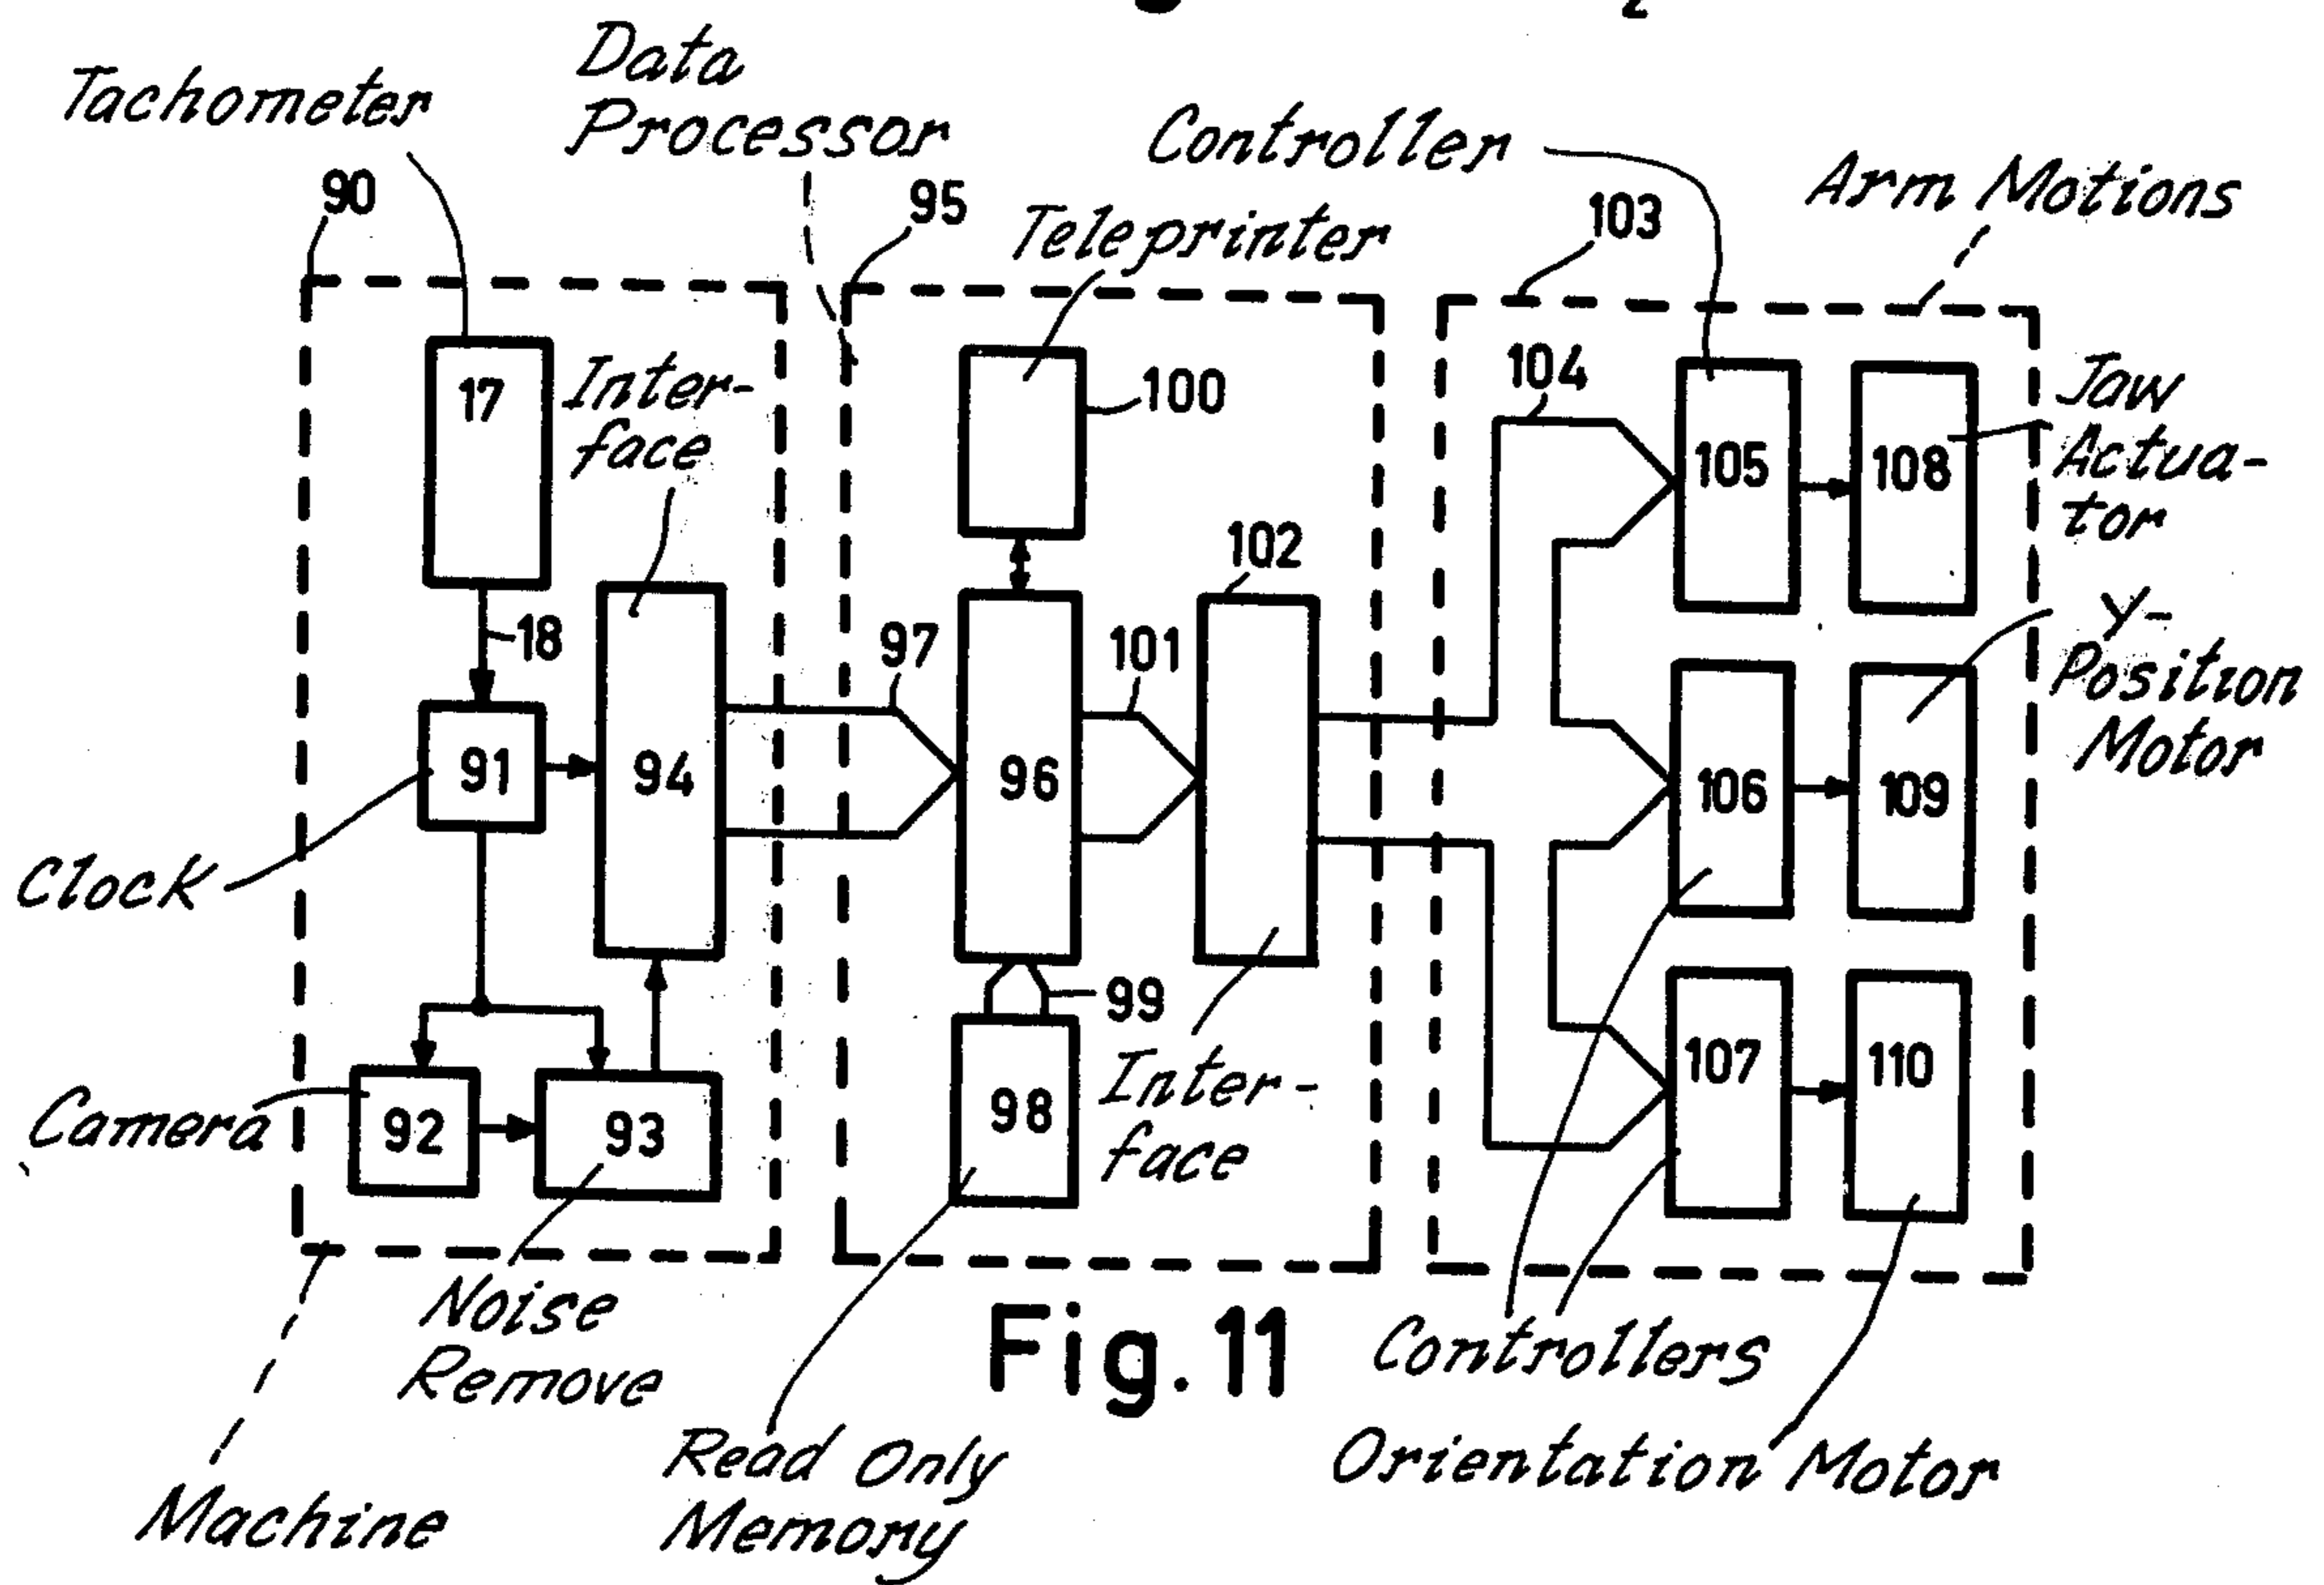 Tachometer
Data
Processor
Controller
Arm Motions
90
95
Teleprinter
103
17
Inter-
face
100
104
105
108
Jaw
Actua-
tor
18
102
97
101
91
94
96
106
109
Y-
Position
Motor
Clock
99
Camera
92
93
98
Inter-
face
107
110
Noise
Remove
Fig. 11
Controllers
Read Only
Memory
Orientation Motor
Machine